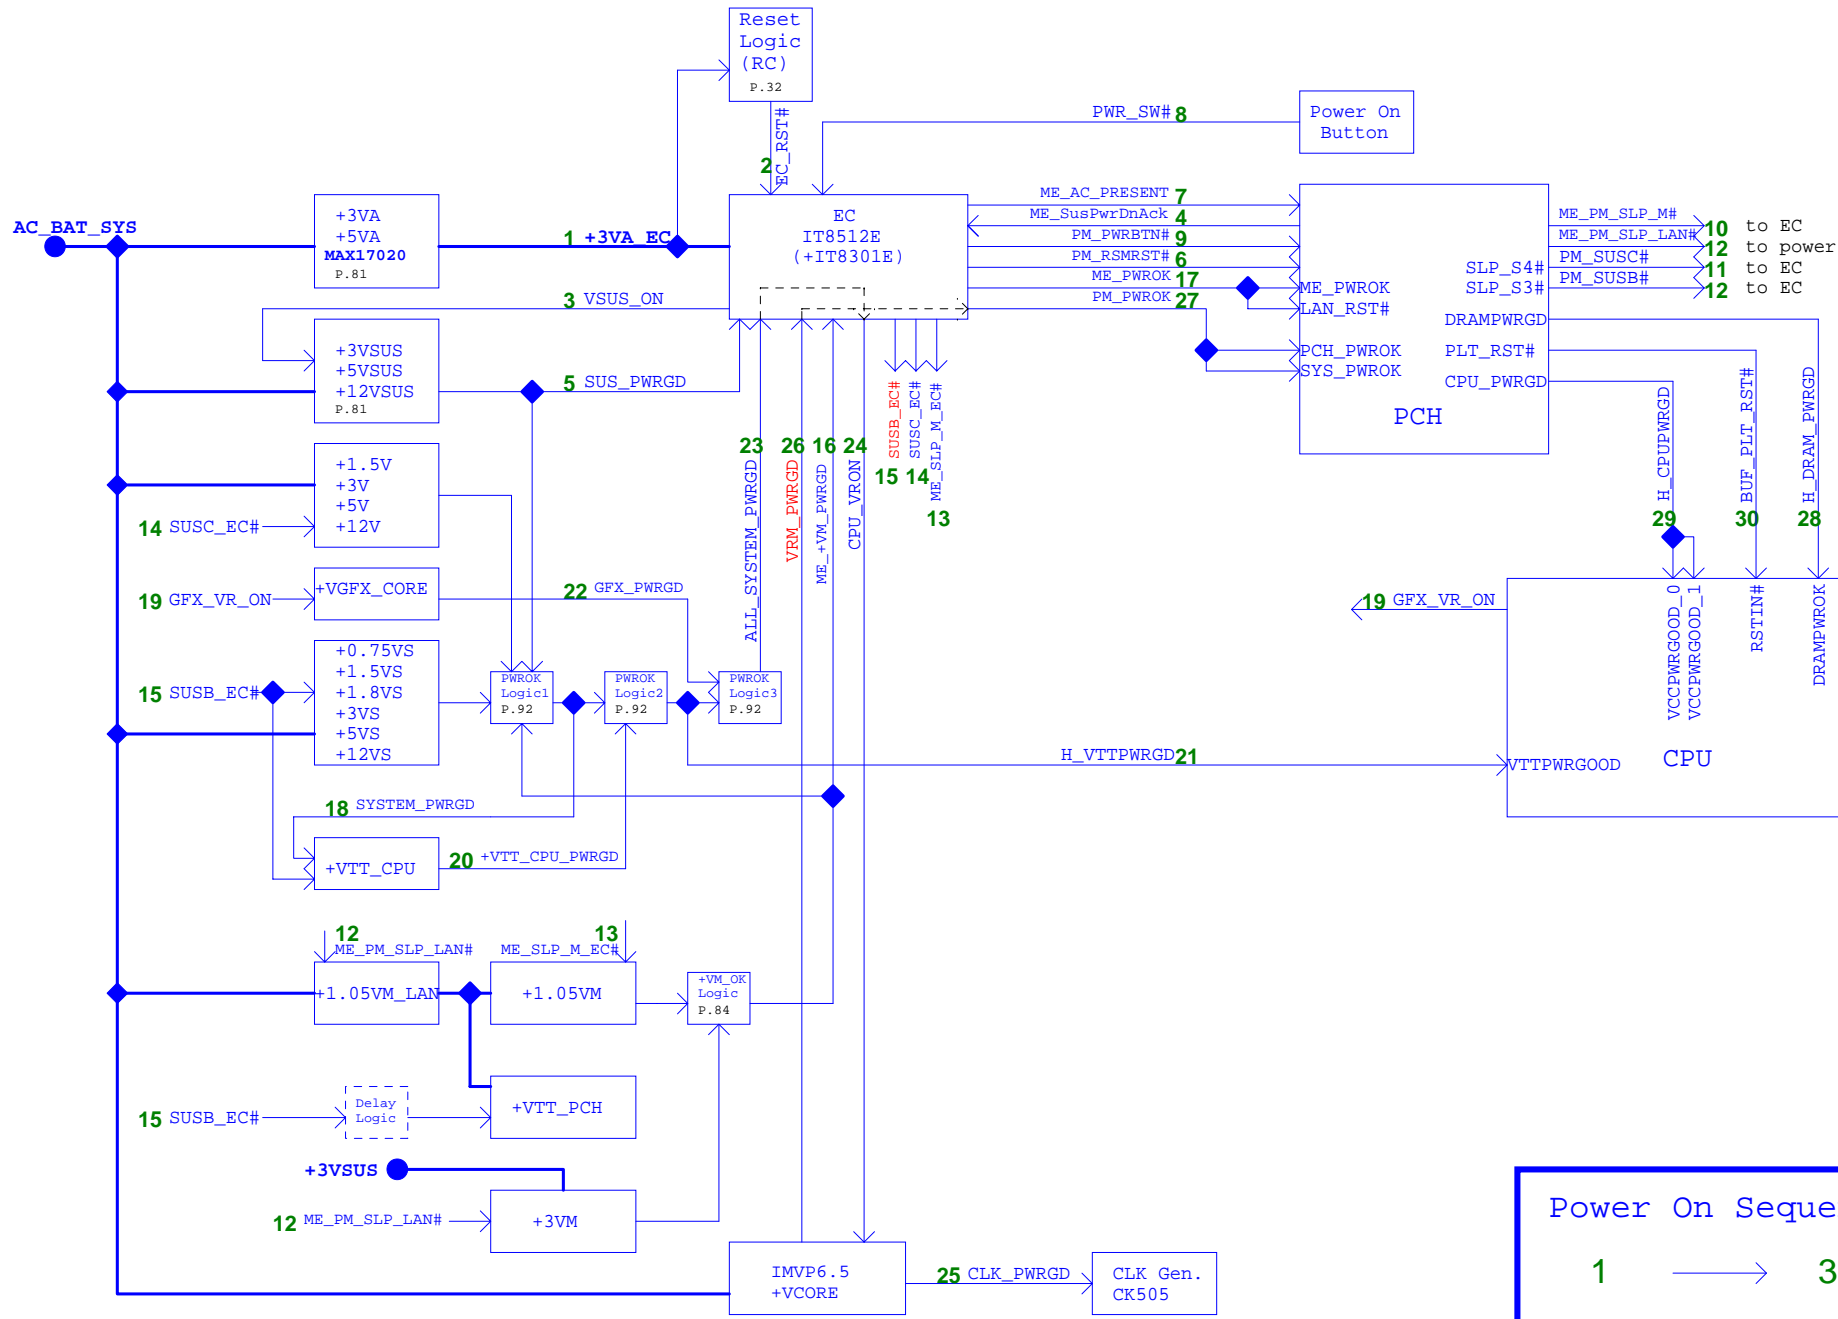 Reset
Logic
(RC)
P.32
PWR_SW# 8
Power On
Button
2
EC_RST#
AC_BAT_SYS
+3VA
+5VA
MAX17020
P.81
1 +3VA_EC
EC
IT8512E
(+IT8301E)
ME_AC_PRESENT 7
ME_SusPwrDnAck 4
PM_PWRBTN# 9
PM_RSMRST# 6
ME_PWROK 17
PM_PWROK 27
ME_PWROK
LAN_RST#
PCH_PWROK
SYS_PWROK
SLP_S4#
SLP_S3#
DRAMPWRGD
PLT_RST#
CPU_PWRGD
PCH
ME_PM_SLP_M# 10 to EC
ME_PM_SLP_LAN# 12 to power
PM_SUSC# 11 to EC
PM_SUSB# 12 to EC
3 VSUS_ON
+3VSUS
+5VSUS
+12VSUS
P.81
5 SUS_PWRGD
+1.5V
+3V
+5V
+12V
14 SUSC_EC#
23
ALL_SYSTEM_PWRGD
26
VRM_PWRGD
16
ME_+VM_PWRGD
24
CPU_VRON
SUSB_EC#
15
SUSC_EC#
14
ME_SLP_M_EC#
13
H_CPUPWRGD
29
BUF_PLT_RST#
30
H_DRAM_PWRGD
28
+VGFX_CORE
19 GFX_VR_ON
22 GFX_PWRGD
19 GFX_VR_ON
VCCPWRGOOD_0
VCCPWRGOOD_1
RSTIN#
DRAMPWROK
+0.75VS
+1.5VS
+1.8VS
+3VS
+5VS
+12VS
15 SUSB_EC#
PWROK
Logic1
P.92
PWROK
Logic2
P.92
PWROK
Logic3
P.92
H_VTTPWRGD 21
VTTPWRGOOD
CPU
18 SYSTEM_PWRGD
+VTT_CPU
20 +VTT_CPU_PWRGD
12
ME_PM_SLP_LAN#
13
ME_SLP_M_EC#
+1.05VM_LAN
+1.05VM
+VM_OK
Logic
P.84
15 SUSB_EC#
Delay
Logic
+VTT_PCH
+3VSUS
12 ME_PM_SLP_LAN#
+3VM
IMVP6.5
+VCORE
25 CLK_PWRGD
CLK Gen.
CK505
Power On Seque
1 3